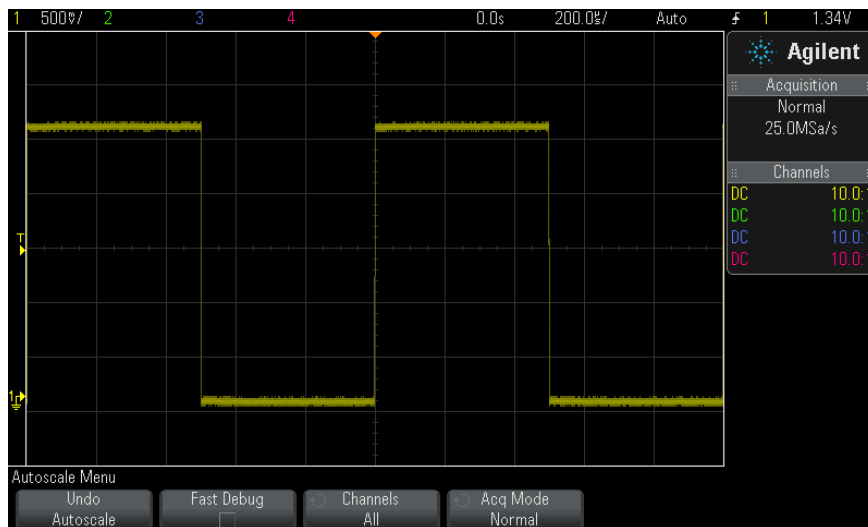 1 500mV/ 2 3 4 0.0s 200.0µs/ Auto 1 1.34V
Agilent
Acquisition
Normal
25.0MSa/s
Channels
DC 10.0:
DC 10.0:
DC 10.0:
DC 10.0:
T
1
Autoscale Menu
Undo Autoscale
Fast Debug
Channels
All
Acq Mode
Normal